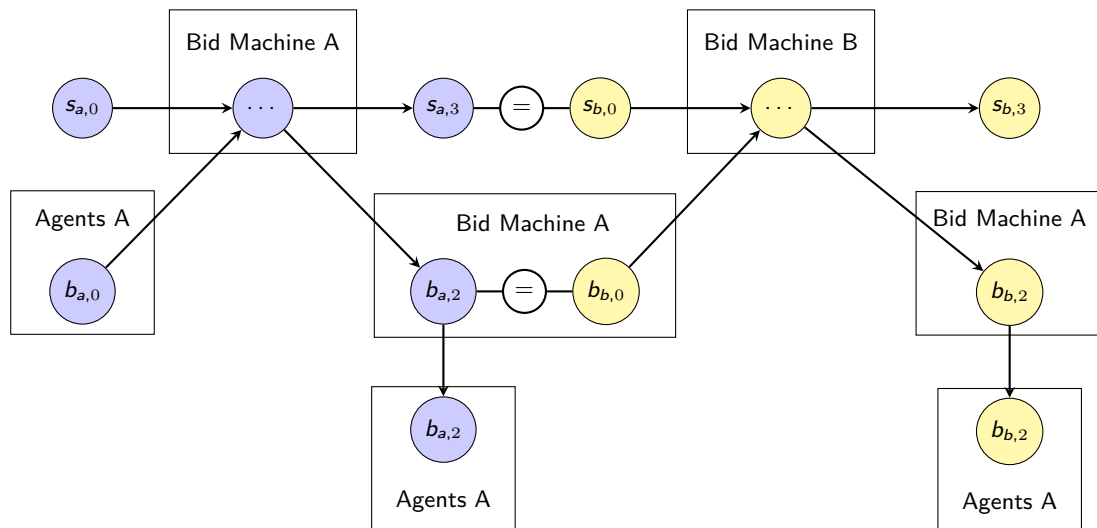 Bid Machine A
Bid Machine B
s_{a,0}
···
s_{a,3}
=
s_{b,0}
···
s_{b,3}
Agents A
Bid Machine A
Bid Machine A
b_{a,0}
b_{a,2}
=
b_{b,0}
b_{b,2}
b_{a,2}
b_{b,2}
Agents A
Agents A